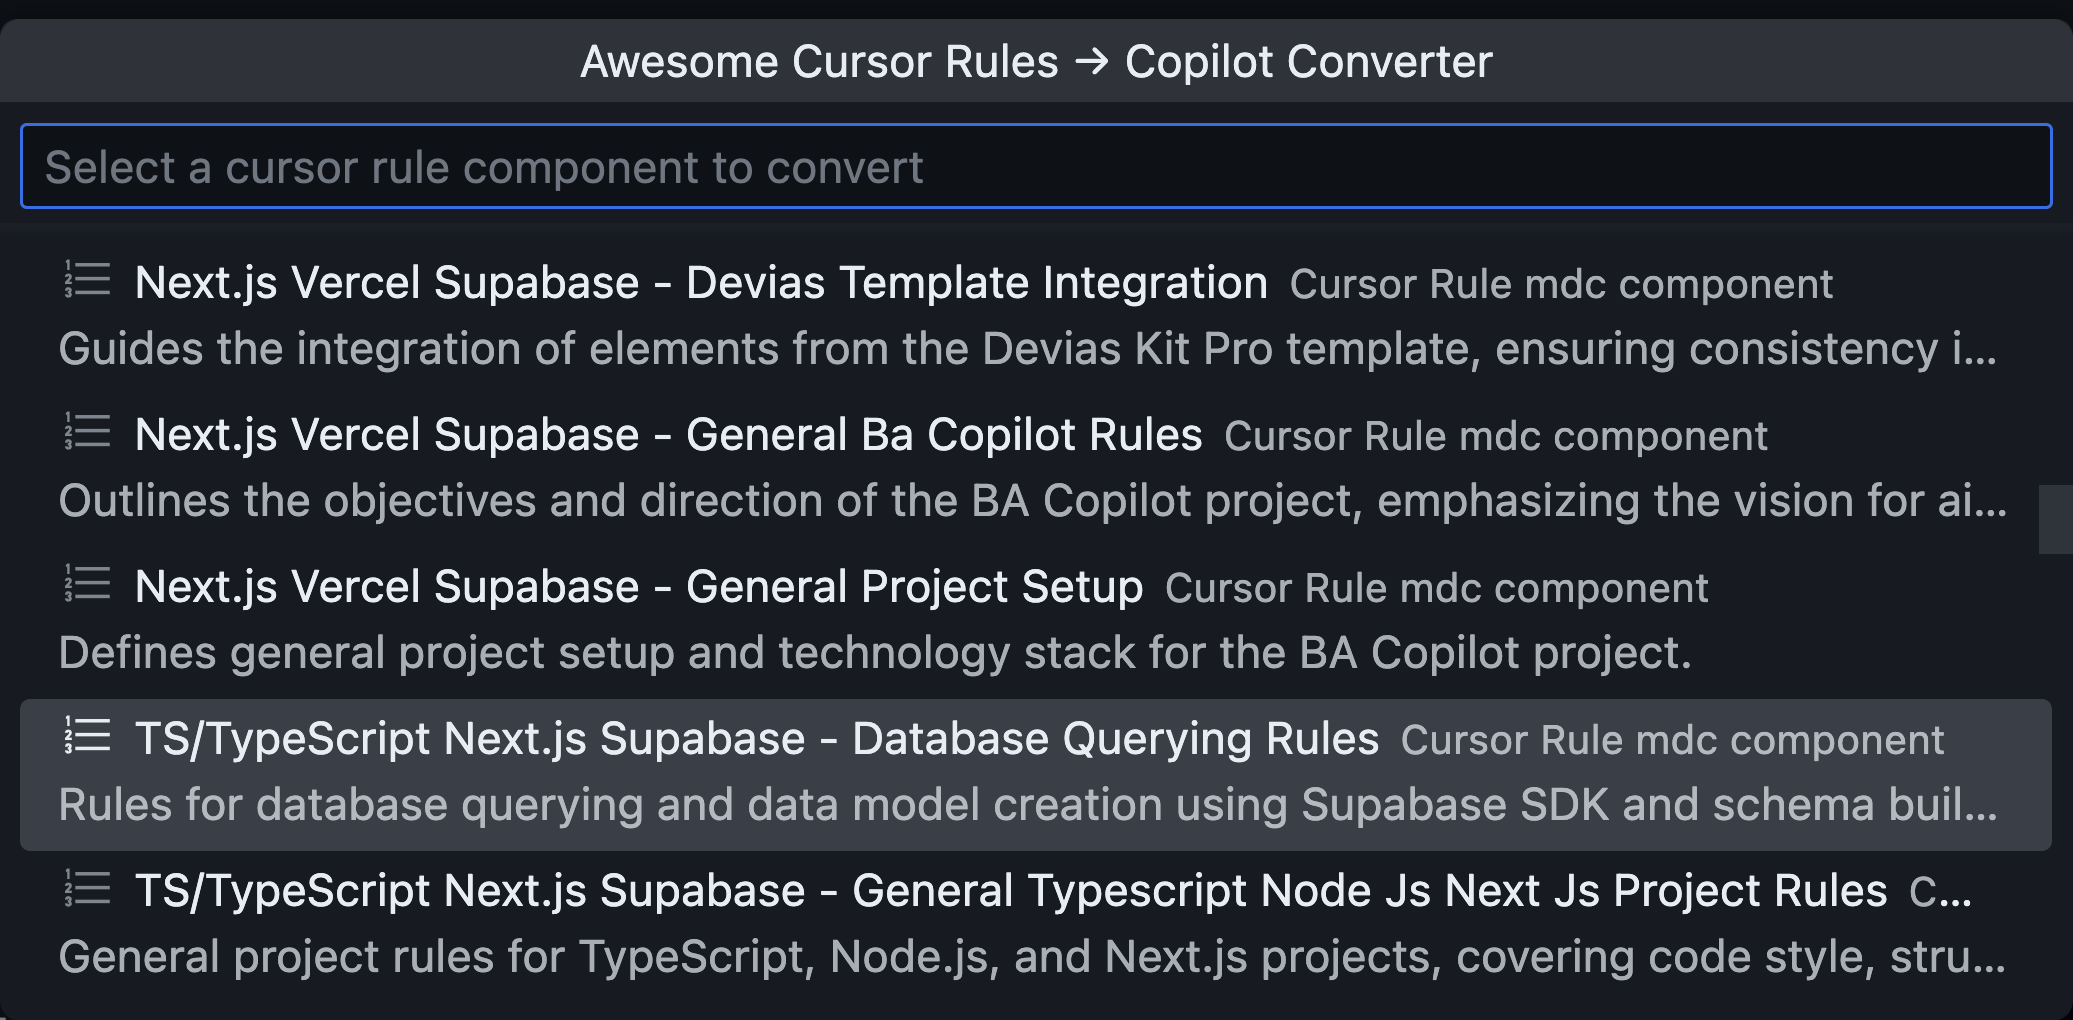 Awesome Cursor Rules → Copilot Converter
Select a cursor rule component to convert
Next.js Vercel Supabase - Devias Template Integration Cursor Rule mdc component
Guides the integration of elements from the Devias Kit Pro template, ensuring consistency i...
Next.js Vercel Supabase - General Ba Copilot Rules Cursor Rule mdc component
Outlines the objectives and direction of the BA Copilot project, emphasizing the vision for ai...
Next.js Vercel Supabase - General Project Setup Cursor Rule mdc component
Defines general project setup and technology stack for the BA Copilot project.
TS/TypeScript Next.js Supabase - Database Querying Rules Cursor Rule mdc component
Rules for database querying and data model creation using Supabase SDK and schema buil...
TS/TypeScript Next.js Supabase - General Typescript Node Js Next Js Project Rules C...
General project rules for TypeScript, Node.js, and Next.js projects, covering code style, stru...